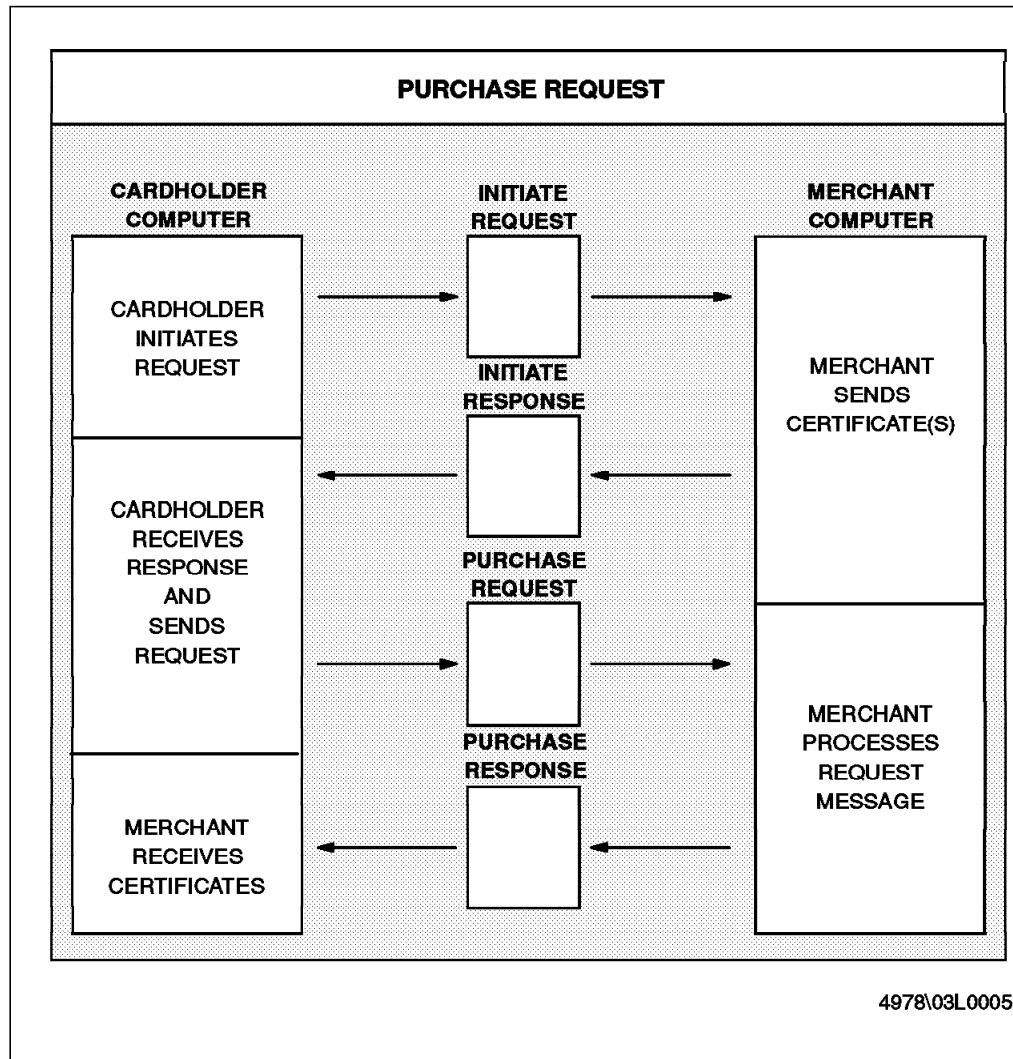 PURCHASE REQUEST
CARDHOLDER
COMPUTER
INITIATE
REQUEST
MERCHANT
COMPUTER
CARDHOLDER
INITIATES
REQUEST
MERCHANT
SENDS
CERTIFICATE(S)
INITIATE
RESPONSE
CARDHOLDER
RECEIVES
RESPONSE
AND
SENDS
REQUEST
PURCHASE
REQUEST
MERCHANT
PROCESSES
REQUEST
MESSAGE
PURCHASE
RESPONSE
MERCHANT
RECEIVES
CERTIFICATES
4978\03L0005